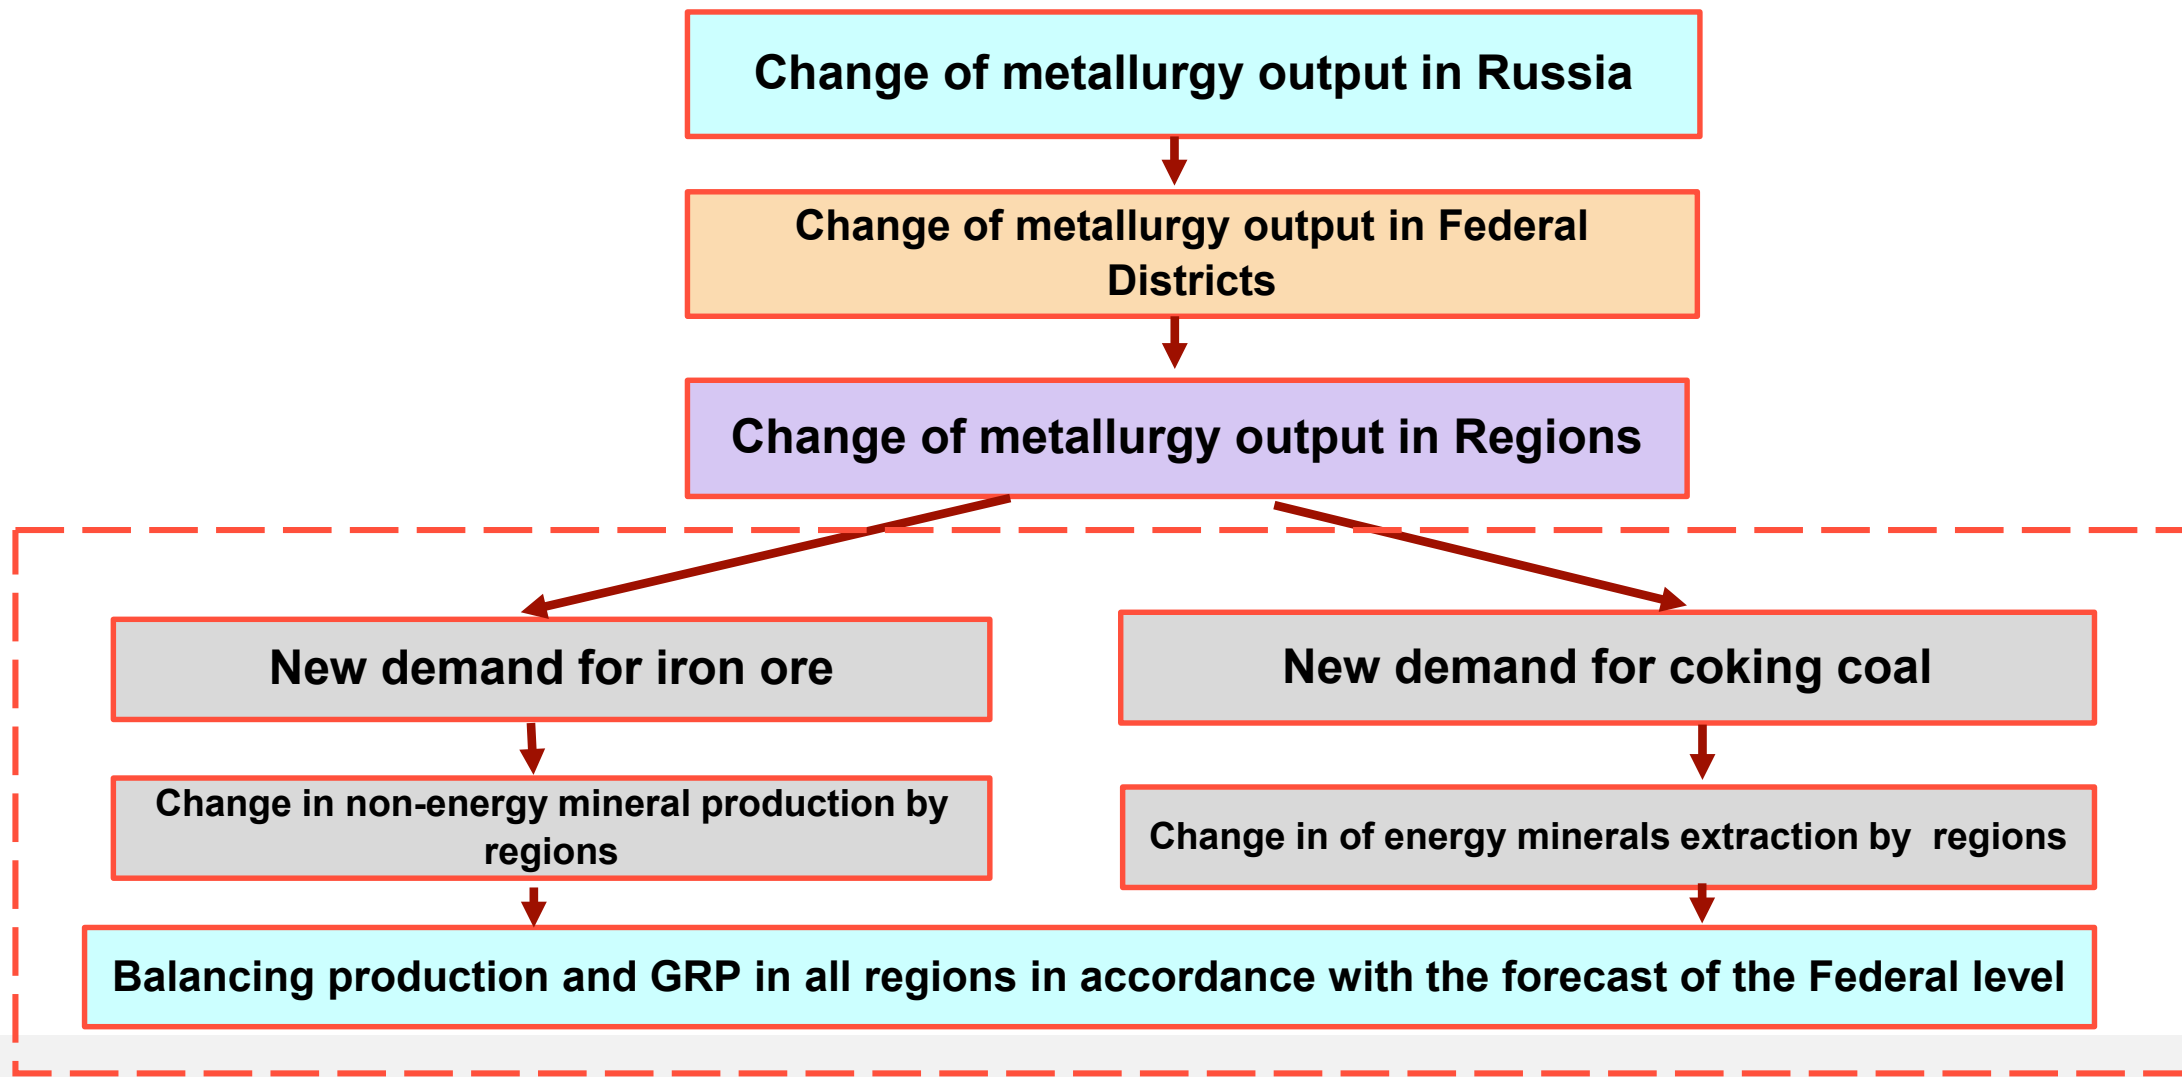 Change of metallurgy output in Russia
Change of metallurgy output in Federal
Districts
Change of metallurgy output in Regions
New demand for iron ore
New demand for coking coal
Change in non-energy mineral production by
regions
Change in of energy minerals extraction by  regions
Balancing production and GRP in all regions in accordance with the forecast of the Federal level